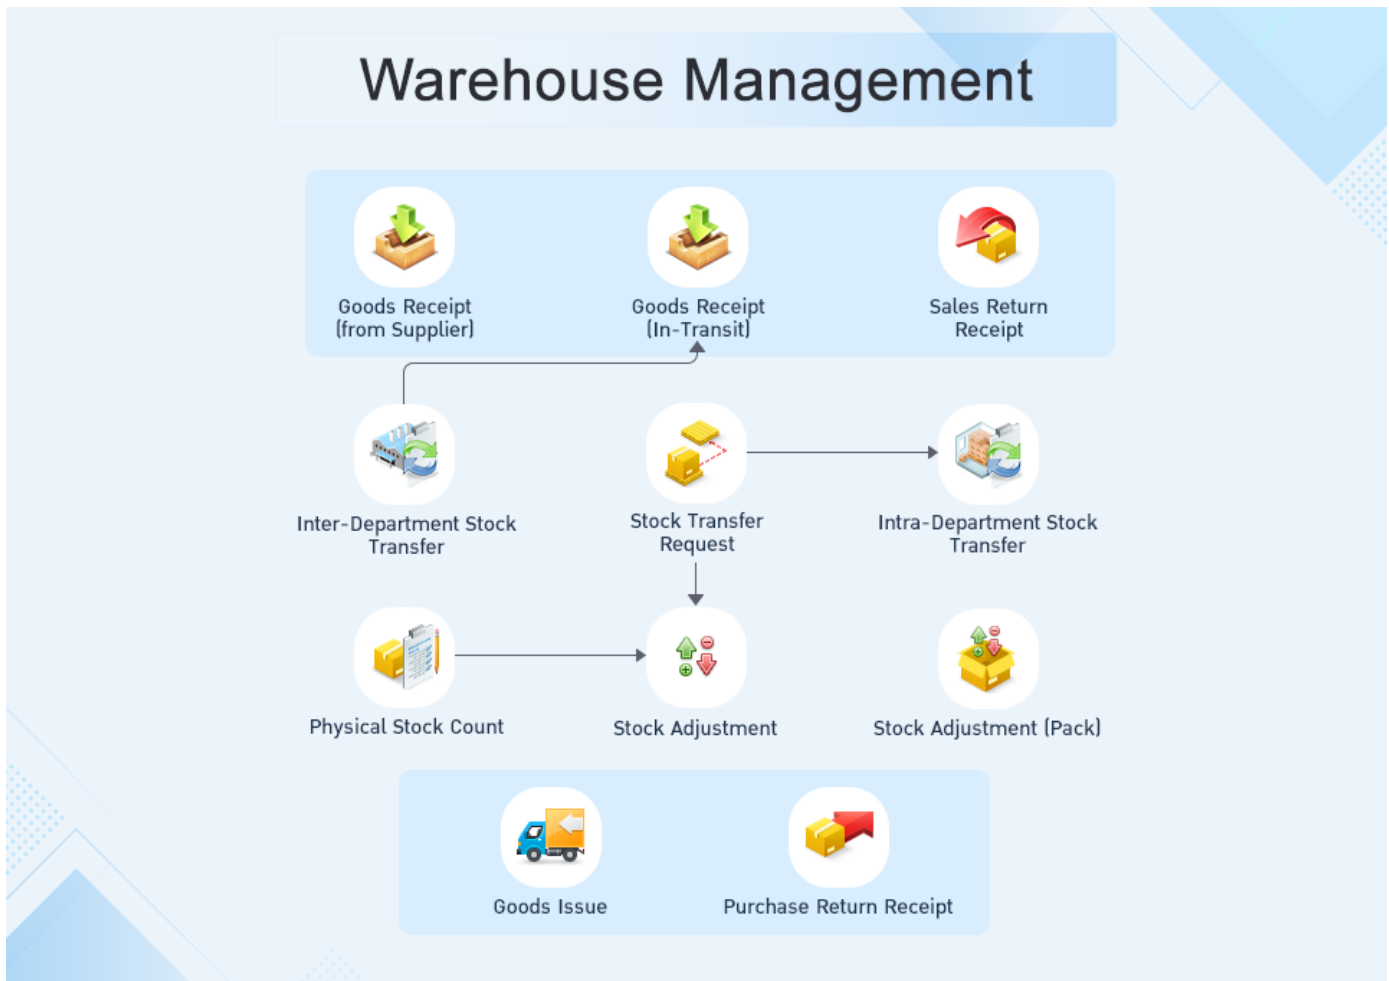 Warehouse Management
Goods Receipt
(from Supplier)
Goods Receipt
(In-Transit)
Sales Return
Receipt
Inter-Department Stock
Transfer
Stock Transfer
Request
Intra-Department Stock
Transfer
Physical Stock Count
Stock Adjustment
Stock Adjustment (Pack)
Goods Issue
Purchase Return Receipt